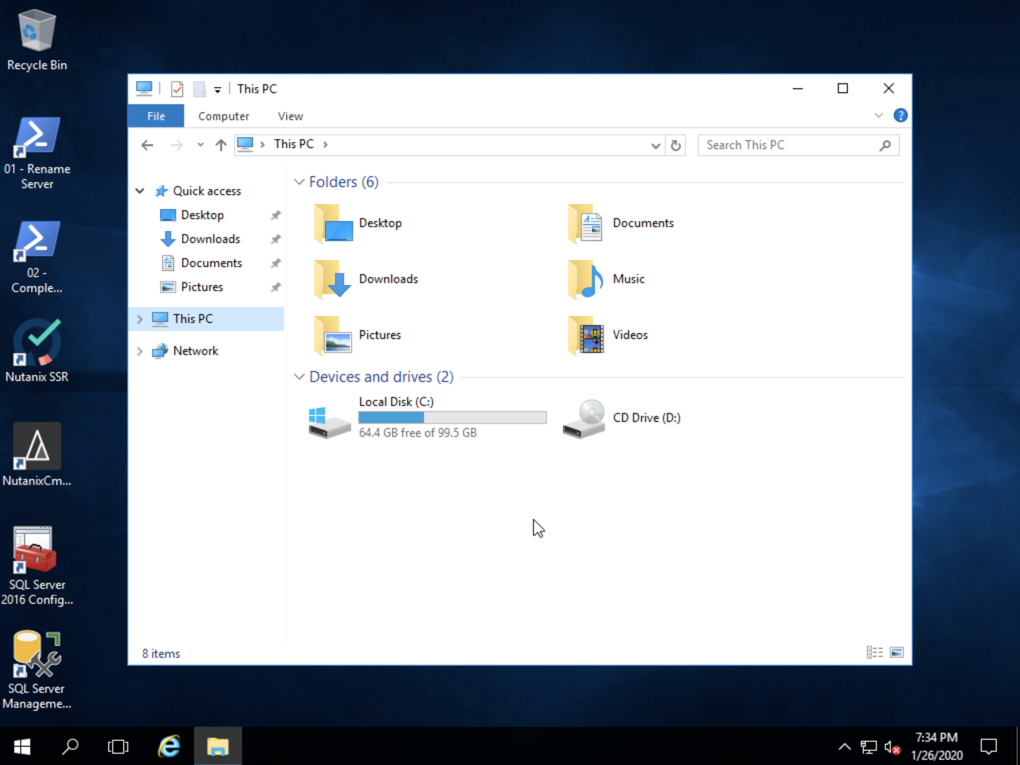 Recycle Bin
01 - Rename
Server
02 -
Comple...
Nutanix SSR
NutanixCm...
SQL Server
2016 Config...
SQL Server
Manageme...
This PC
File
Computer
View
This PC
Search This PC
Quick access
Desktop
Downloads
Documents
Pictures
This PC
Network
Folders (6)
Desktop
Documents
Downloads
Music
Pictures
Videos
Devices and drives (2)
Local Disk (C:)
64.4 GB free of 99.5 GB
CD Drive (D:)
8 items
7:34 PM
1/26/2020